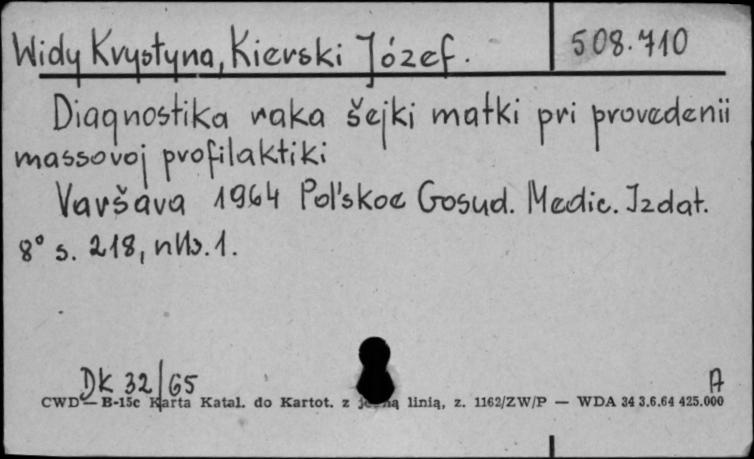 Widy Krystyna, Kierski Józef. 508.710
Diagnostika raka šejki matki pri provedenii
massovoj profilaktiki
Varšava 1964 Pol'skoe Gosud. Medic. Izdat.
8° s. 218, nlb. 1.
DK 32/65 A
CWD — B-15c Karta Katal. do Kartot. z jedną linią, z. 1162/ZW/P — WDA 34 3.6.64 425.000